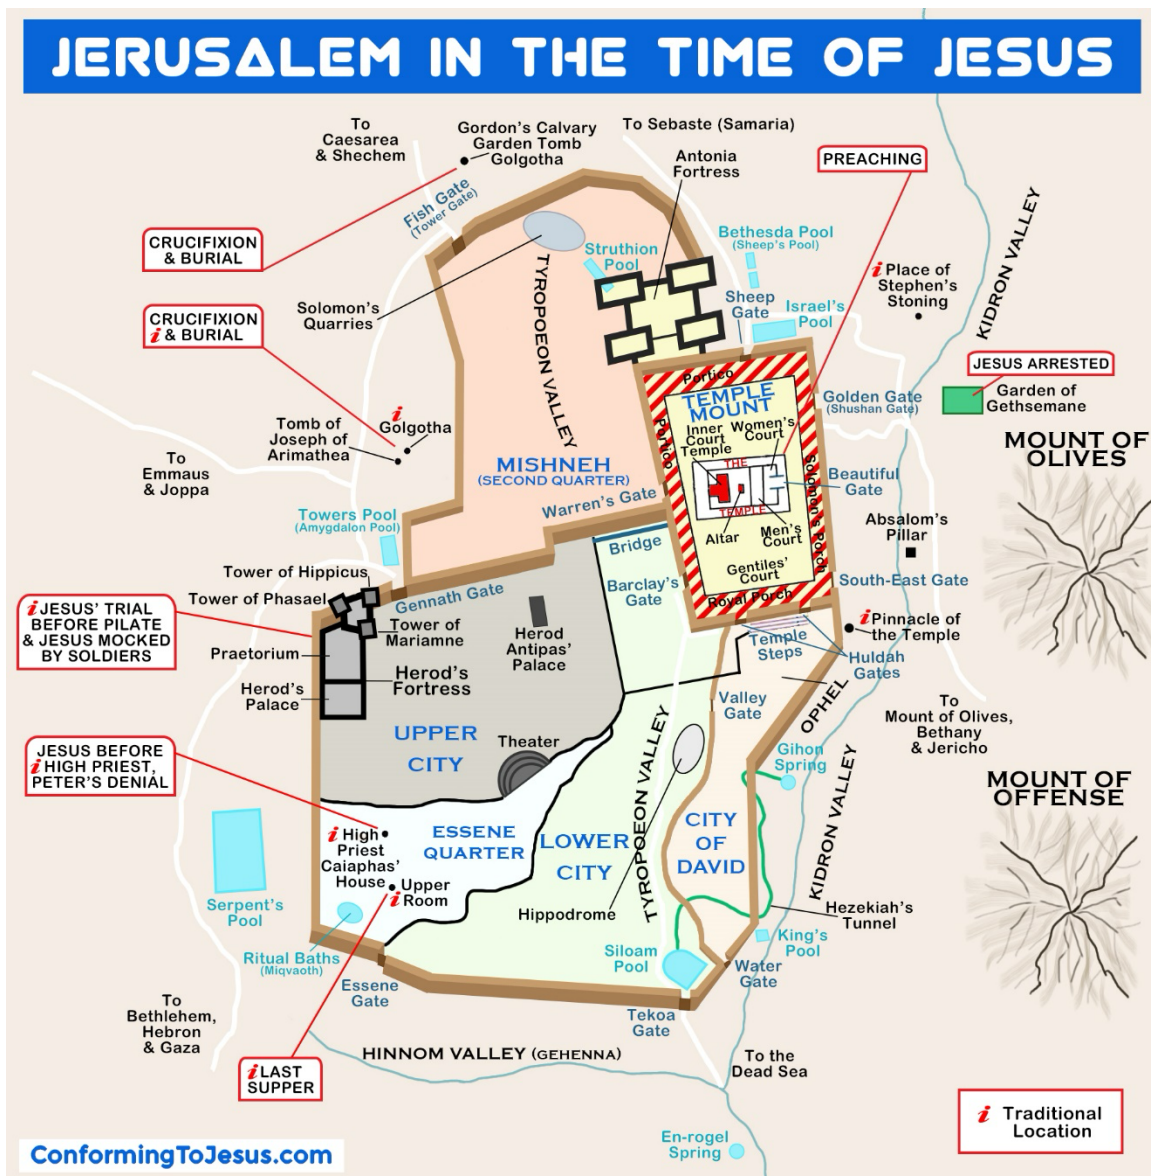 JERUSALEM IN THE TIME OF JESUS
To
Caesarea
& Shechem
Gordon's Calvary
Garden Tomb
Golgotha
To Sebaste (Samaria)
Antonia
Fortress
PREACHING
Fish Gate
(Tower Gate)
CRUCIFIXION
& BURIAL
Struthion
Pool
Bethesda Pool
(Sheep's Pool)
KIDRON VALLEY
i Place of
Stephen's
Stoning
TYROPOEON VALLEY
Solomon's
Quarries
Sheep
Gate
Israel's
Pool
CRUCIFIXION
i & BURIAL
JESUS ARRESTED
Garden of
Gethsemane
Portico
TEMPLE
MOUNT
Golden Gate
(Shushan Gate)
i
Golgotha
Tomb of
Joseph of
Arimathea
Portico
Inner
Court
Temple
Women's
Court
Solomon's Porch
MOUNT OF
OLIVES
To
Emmaus
& Joppa
MISHNEH
(SECOND QUARTER)
THE
TEMPLE
Beautiful
Gate
Warren's Gate
Towers Pool
(Amygdalon Pool)
Altar
Men's
Court
Absalom's
Pillar
Bridge
Gentiles'
Court
Tower of Hippicus
Tower of Phasael
Gennath Gate
Barclay's
Gate
Royal Porch
South-East Gate
i JESUS' TRIAL
BEFORE PILATE
& JESUS MOCKED
BY SOLDIERS
Tower of
Mariamne
Herod
Antipas'
Palace
Temple
Steps
i Pinnacle of
the Temple
Praetorium
Herod's
Fortress
Huldah
Gates
Herod's
Palace
Valley
Gate
OPHEL
To
Mount of Olives,
Bethany
& Jericho
UPPER
CITY
Theater
TYROPOEON VALLEY
Gihon
Spring
KIDRON VALLEY
JESUS BEFORE
i HIGH PRIEST,
PETER'S DENIAL
MOUNT OF
OFFENSE
i High
Priest
Caiaphas'
House
ESSENE
QUARTER
LOWER
CITY
CITY
OF
DAVID
Upper
i Room
Serpent's
Pool
Hippodrome
Hezekiah's
Tunnel
Ritual Baths
(Miqvaoth)
Siloam
Pool
King's
Pool
Essene
Gate
Water
Gate
To
Bethlehem,
Hebron
& Gaza
Tekoa
Gate
HINNOM VALLEY (GEHENNA)
To the
Dead Sea
i LAST
SUPPER
i Traditional
Location
En-rogel
Spring
ConformingToJesus.com